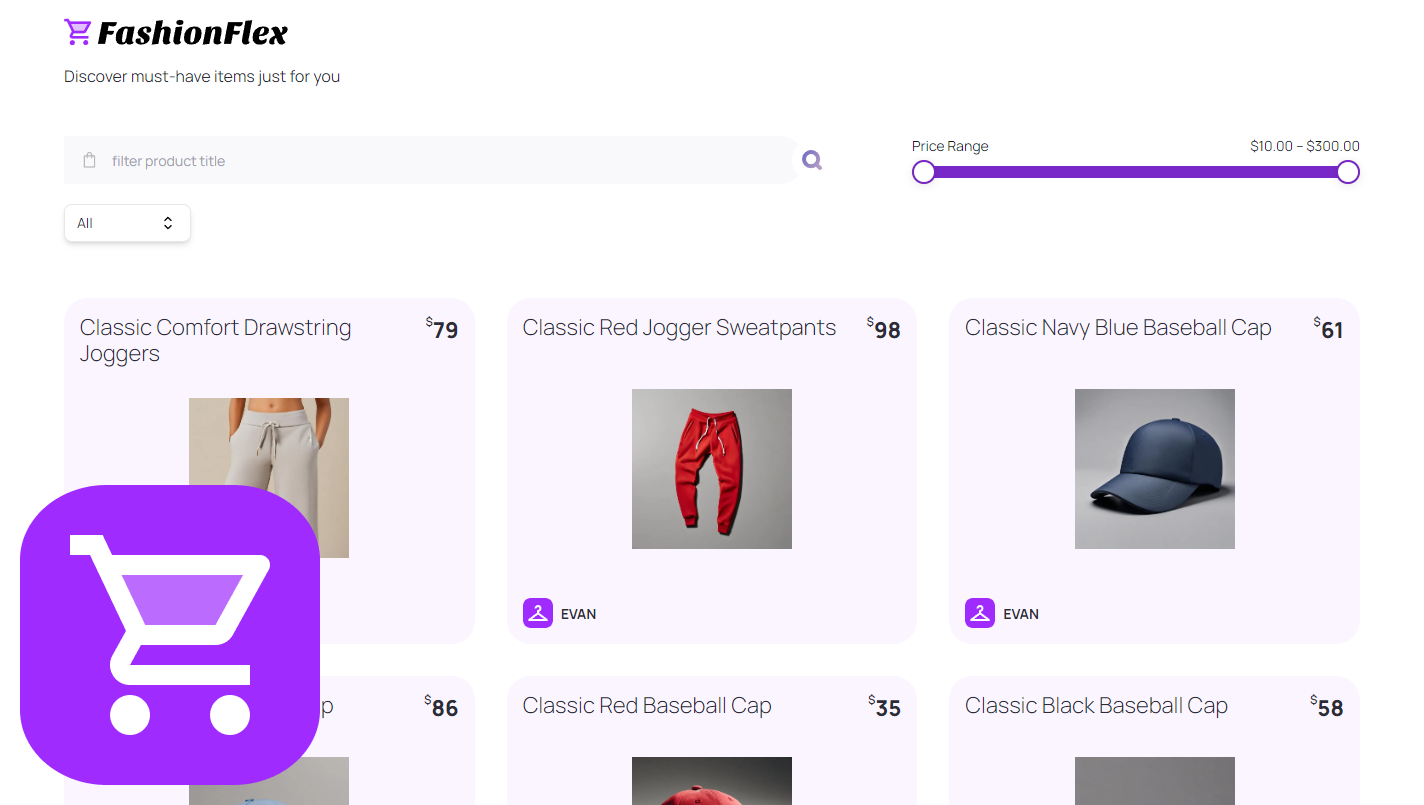 FashionFlex
Discover must-have items just for you
filter product title
Price Range
$10.00 – $300.00
All
Classic Comfort Drawstring
Joggers
$79
Classic Red Jogger Sweatpants
$98
Classic Navy Blue Baseball Cap
$61
EVAN
EVAN
$86
Classic Red Baseball Cap
$35
Classic Black Baseball Cap
$58